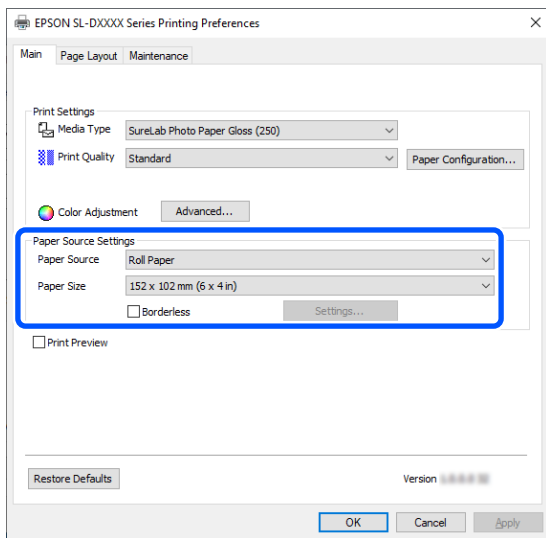 EPSON SL-DXXXX Series Printing Preferences
Main Page Layout Maintenance
Print Settings
Media Type SureLab Photo Paper Gloss (250)
Print Quality Standard Paper Configuration...
Color Adjustment Advanced...
Paper Source Settings
Paper Source Roll Paper
Paper Size 152 x 102 mm (6 x 4 in)
Borderless Settings...
Print Preview
Restore Defaults Version
OK Cancel Apply